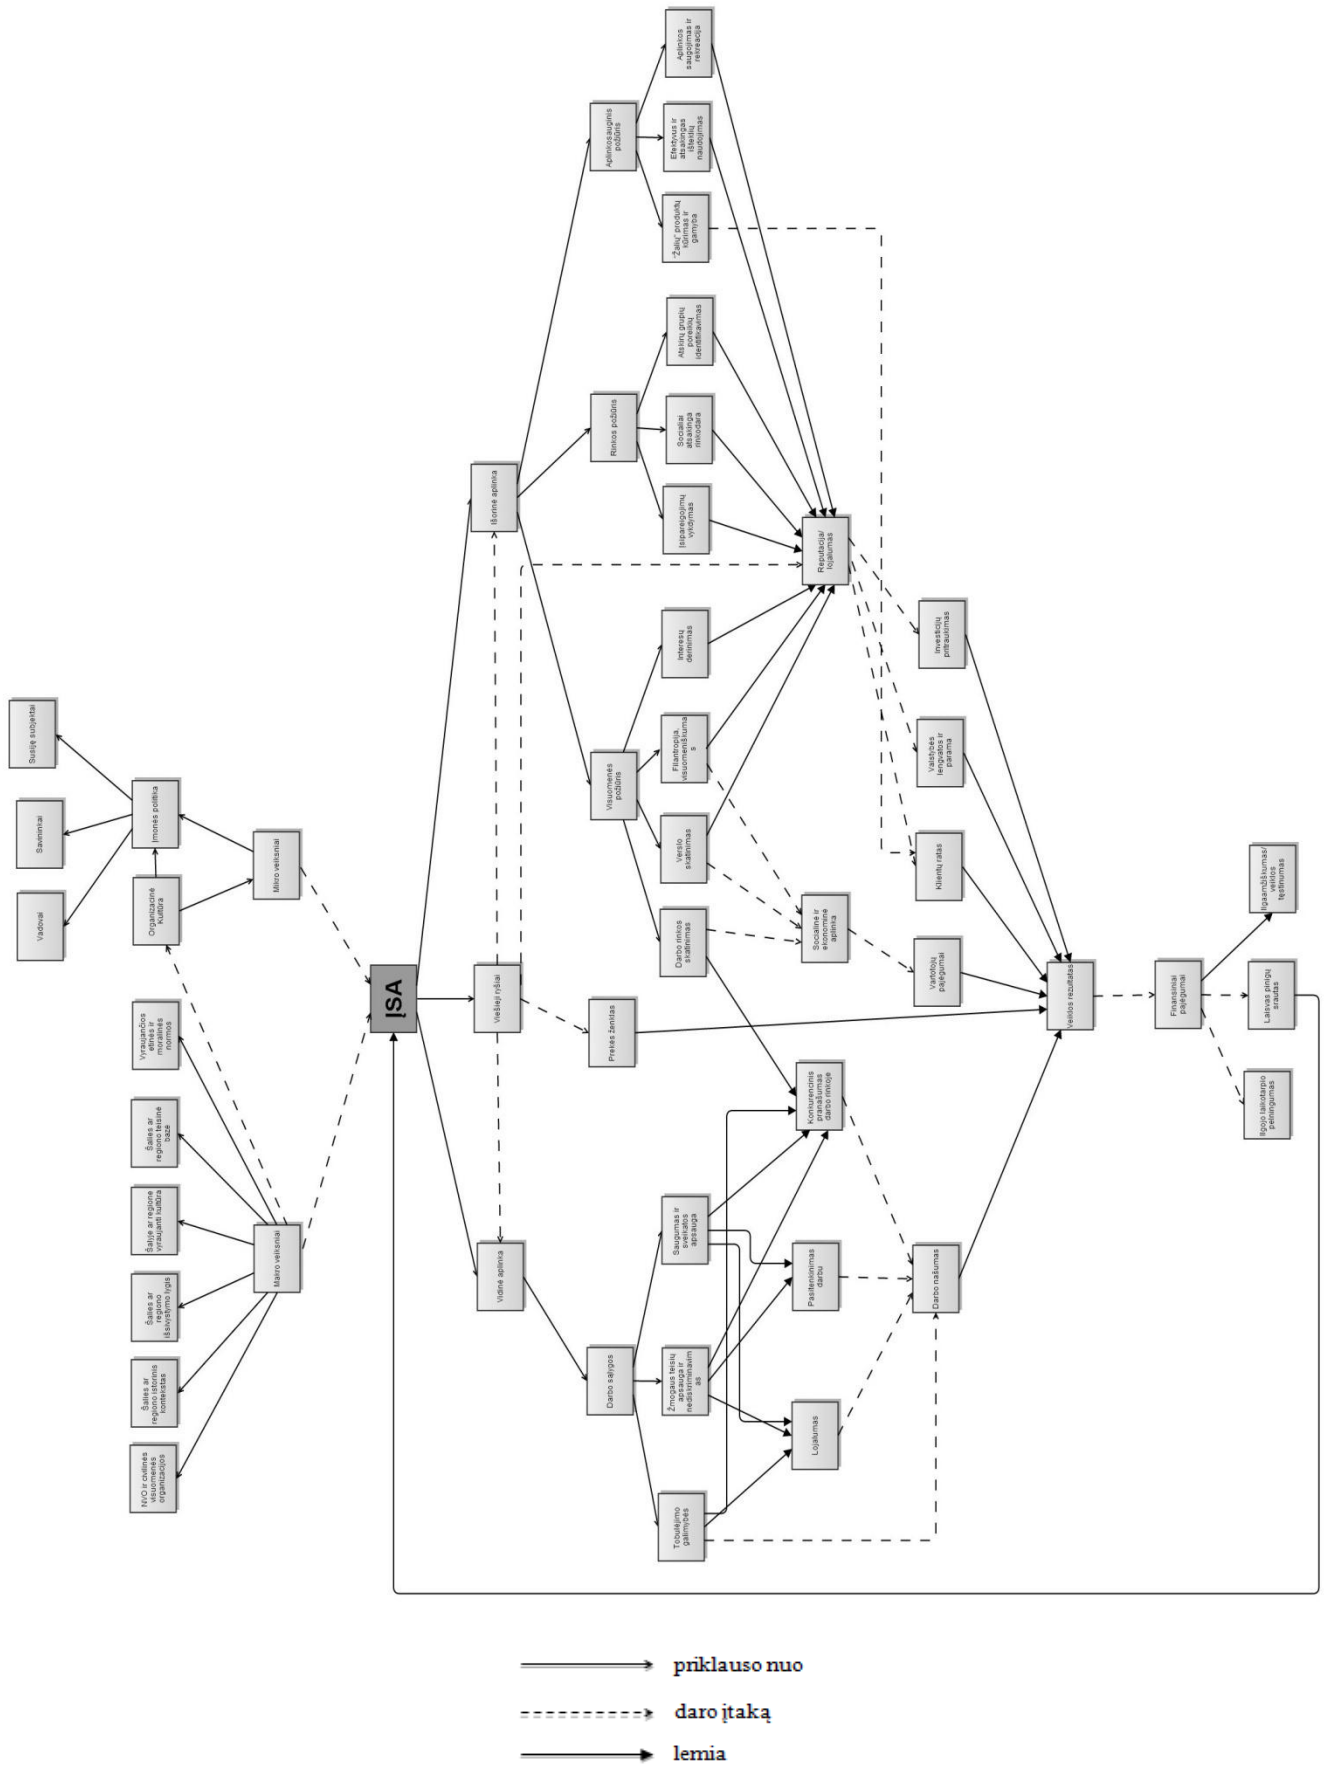 Susiję subjektai
Savininkai
Vadovai
Įmonės politika
Organizacinė
Kultūra
Mikro veiksniai
Vyraujančios
etinės ir
moralinės
normos
Šalies ar
regiono teisinė
bazė
Šalyje ar regione
vyraujanti kultūra
Šalies ar
regiono
išsivystymo lygis
Šalies ar
regiono istorinis
kontekstas
NVO ir civilinės
visuomenės
organizacijos
Makro veiksniai
ĮSA
Išorinė aplinka
Viešieji ryšiai
Vidinė aplinka
Aplinkosauginis
požiūris
Rinkos požiūris
Visuomenės
požiūris
Prekės ženklas
Darbo sąlygos
Aplinkos
saugojimas ir
rekreacija
Efektyvus ir
atsakingas
išteklių
naudojimas
"Žalių" produktų
kūrimas ir
gamyba
Atskirų grupių
poreikių
identifikavimas
Socialiai
atsakinga
rinkodara
Įsipareigojimų
vykdymas
Interesų
derinimas
Filantropija,
visuomeniškuma
s
Verslo
skatinimas
Darbo rinkos
skatinimas
Saugumas ir
sveikatos
apsauga
Žmogaus teisių
apsauga ir
nediskriminavim
as
Tobulėjimo
galimybės
Reputacija/
lojalumas
Socialinė ir
ekonominė
aplinka
Konkurencinis
pranašumas
darbo rinkoje
Pasitenkinimas
darbu
Lojalumas
Investicijų
pritraukimas
Valstybės
lengvatos ir
parama
Klientų ratas
Vartotojų
pajėgumai
Darbo našumas
Veiklos rezultatas
Finansiniai
pajėgumai
Ilgaamžiškumas/
veiklos
tęstinumas
Laisvas pinigų
srautas
Ilgojo laikotarpio
pelningumas
priklauso nuo
daro įtaką
lemia